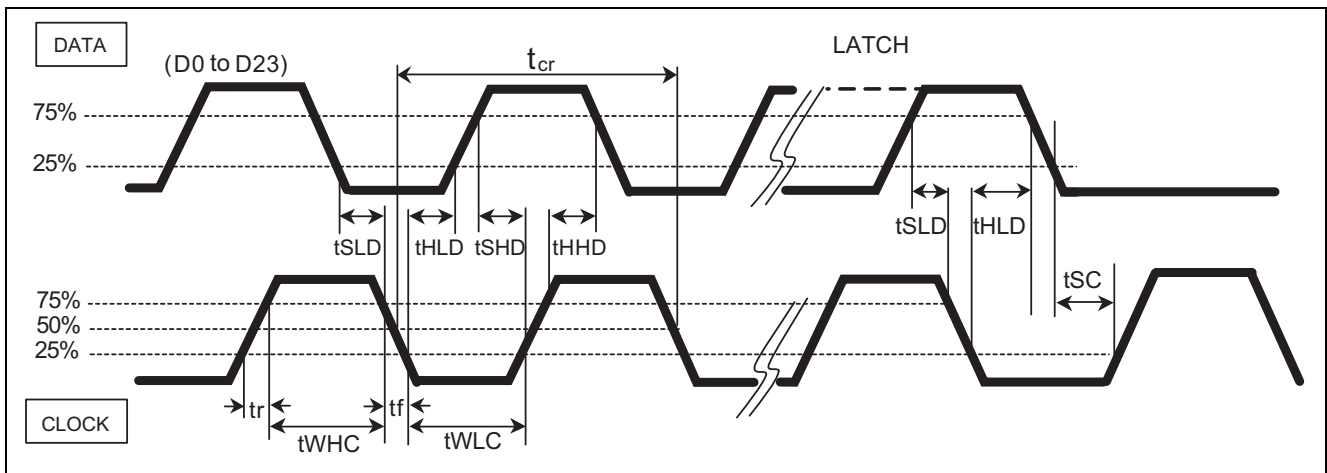 DATA
(D0 to D23)
tcr
LATCH
75%
25%
tSLD
tHLD
tSHD
tHHD
tSLD
tHLD
tSC
75%
50%
25%
tr
tf
tWHC
tWLC
CLOCK